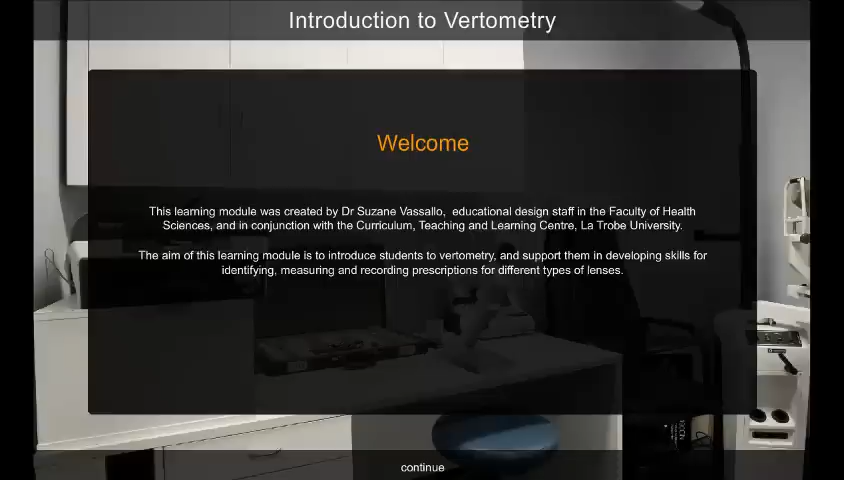 Introduction to Vertometry
Welcome
This learning module was created by Dr Suzane Vassallo,  educational design staff in the Faculty of Health
Sciences, and in conjunction with the Curriculum, Teaching and Learning Centre, La Trobe University.
The aim of this learning module is to introduce students to vertometry, and support them in developing skills for
identifying, measuring and recording prescriptions for different types of lenses.
continue